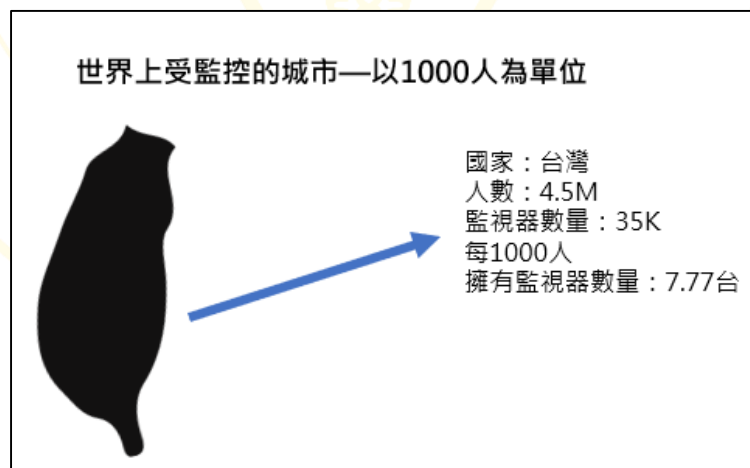 世界上受監控的城市—以1000人為單位
國家：台灣
人數：4.5M
監視器數量：35K
每1000人
擁有監視器數量：7.77台